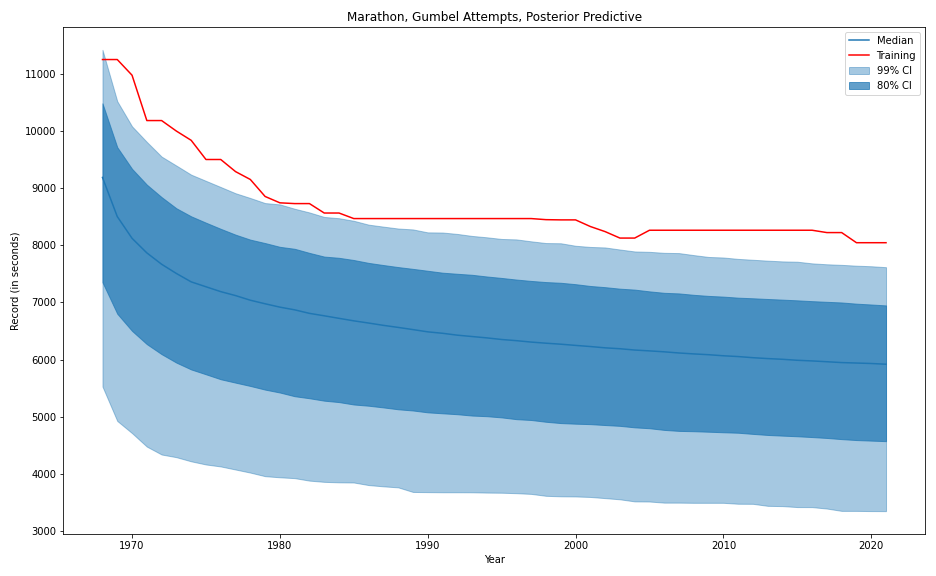 Marathon, Gumbel Attempts, Posterior Predictive
Median
Training
99% CI
80% CI
Record (in seconds)
11000
10000
9000
8000
7000
6000
5000
4000
3000
1970
1980
1990
2000
2010
2020
Year